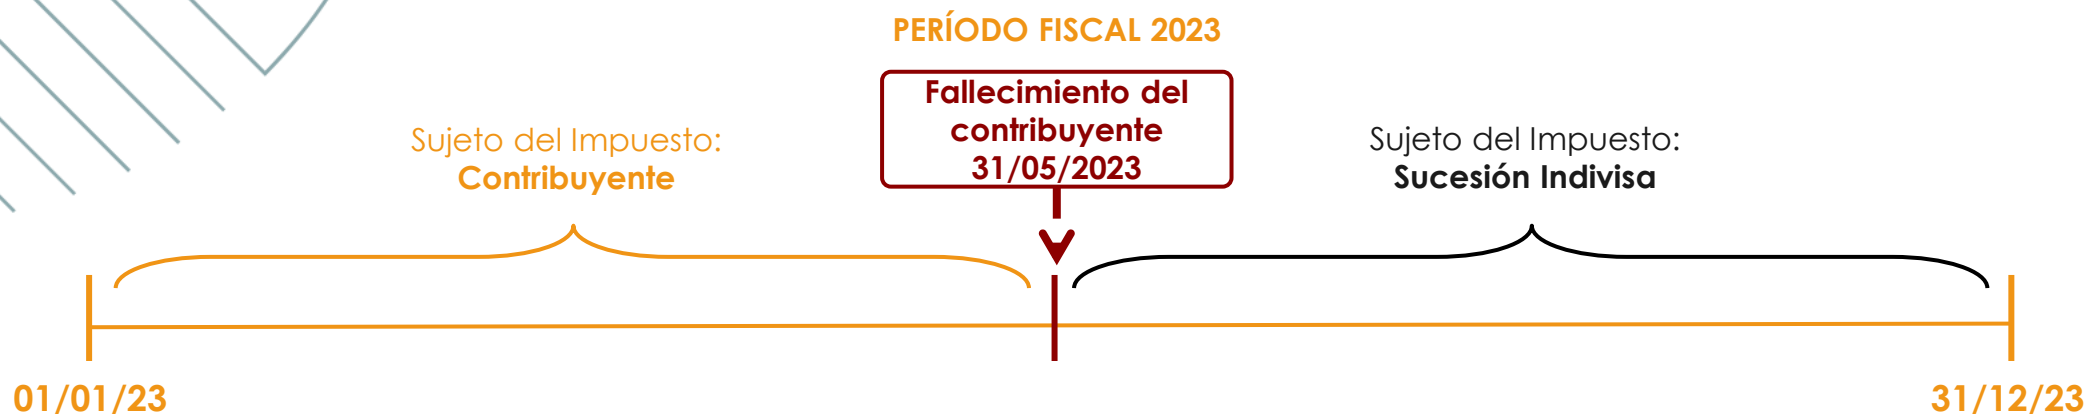 PERÍODO FISCAL 2023
Fallecimiento del
contribuyente
31/05/2023
Sujeto del Impuesto:
Contribuyente
Sujeto del Impuesto:
Sucesión Indivisa
01/01/23
31/12/23